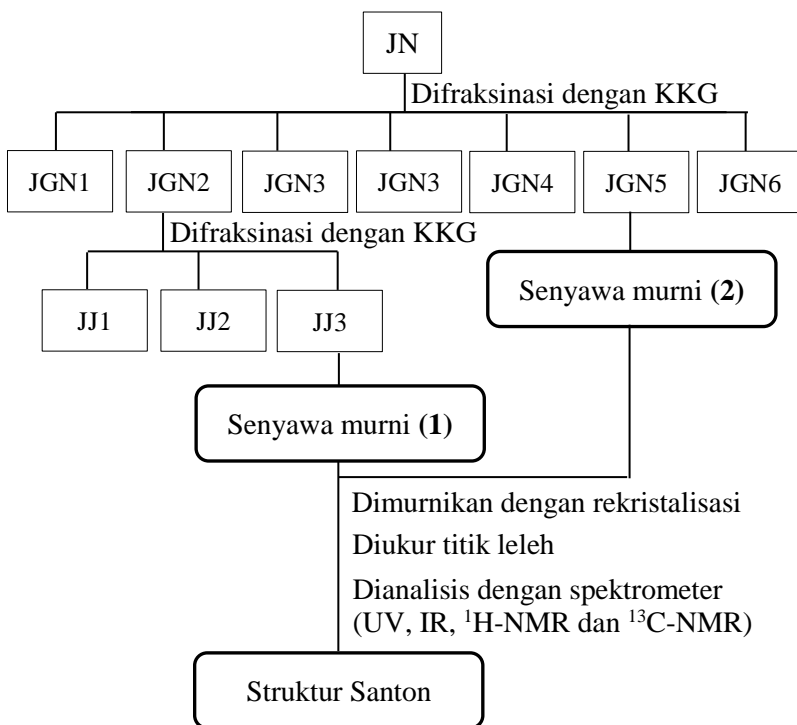 JN
Difraksinasi dengan KKG
JGN1 JGN2 JGN3 JGN3 JGN4 JGN5 JGN6
Difraksinasi dengan KKG
Senyawa murni (2)
JJ1 JJ2 JJ3
Senyawa murni (1)
Dimurnikan dengan rekristalisasi
Diukur titik leleh
Dianalisis dengan spektrometer
(UV, IR, ¹H-NMR dan ¹³C-NMR)
Struktur Santon